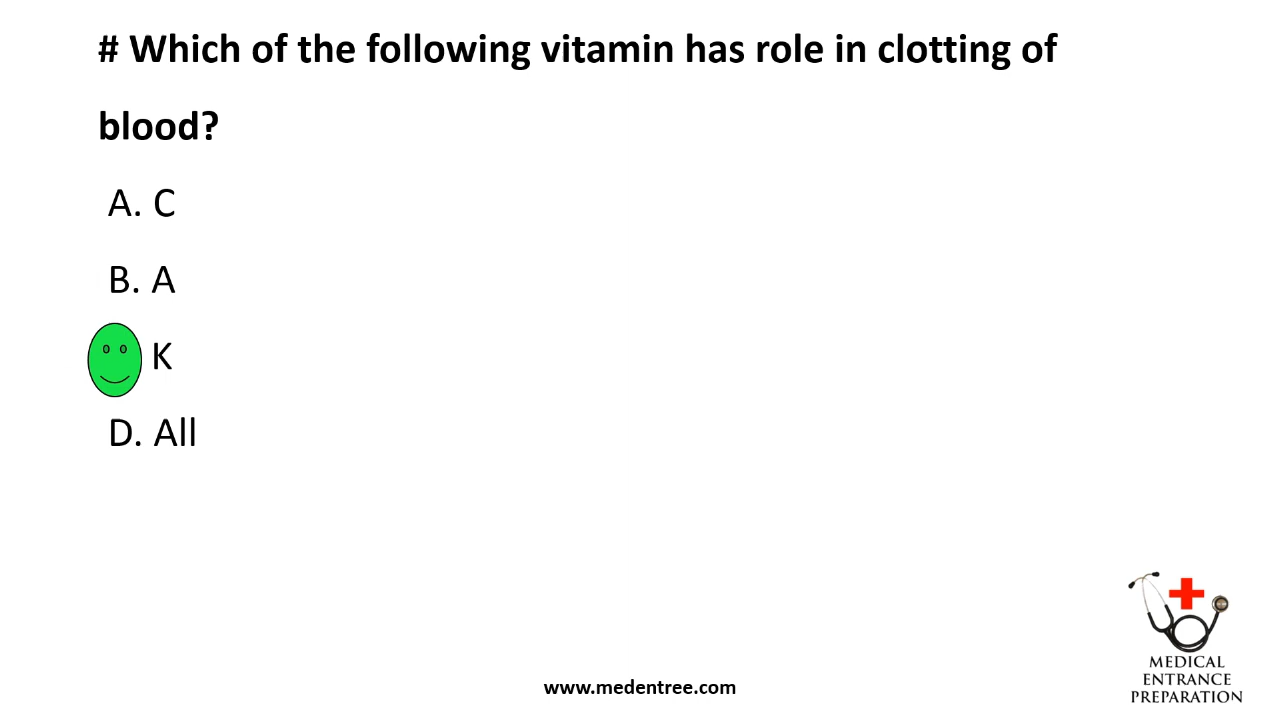 # Which of the following vitamin has role in clotting of
blood?
A. C
B. A
K
D. All
www.medentree.com
MEDICAL
ENTRANCE
PREPARATION